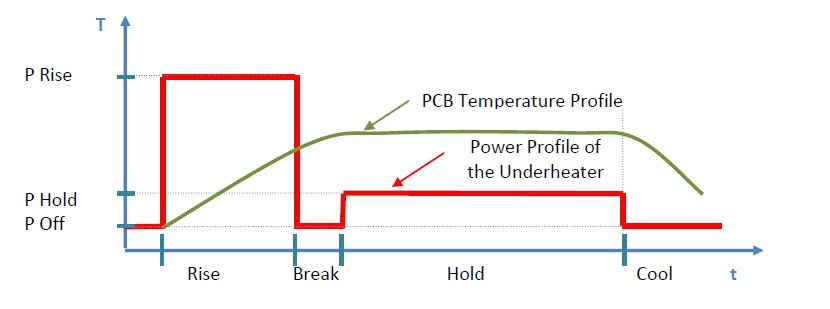 T
P Rise
PCB Temperature Profile
Power Profile of
the Underheater
P Hold
P Off
Rise
Break
Hold
Cool
t